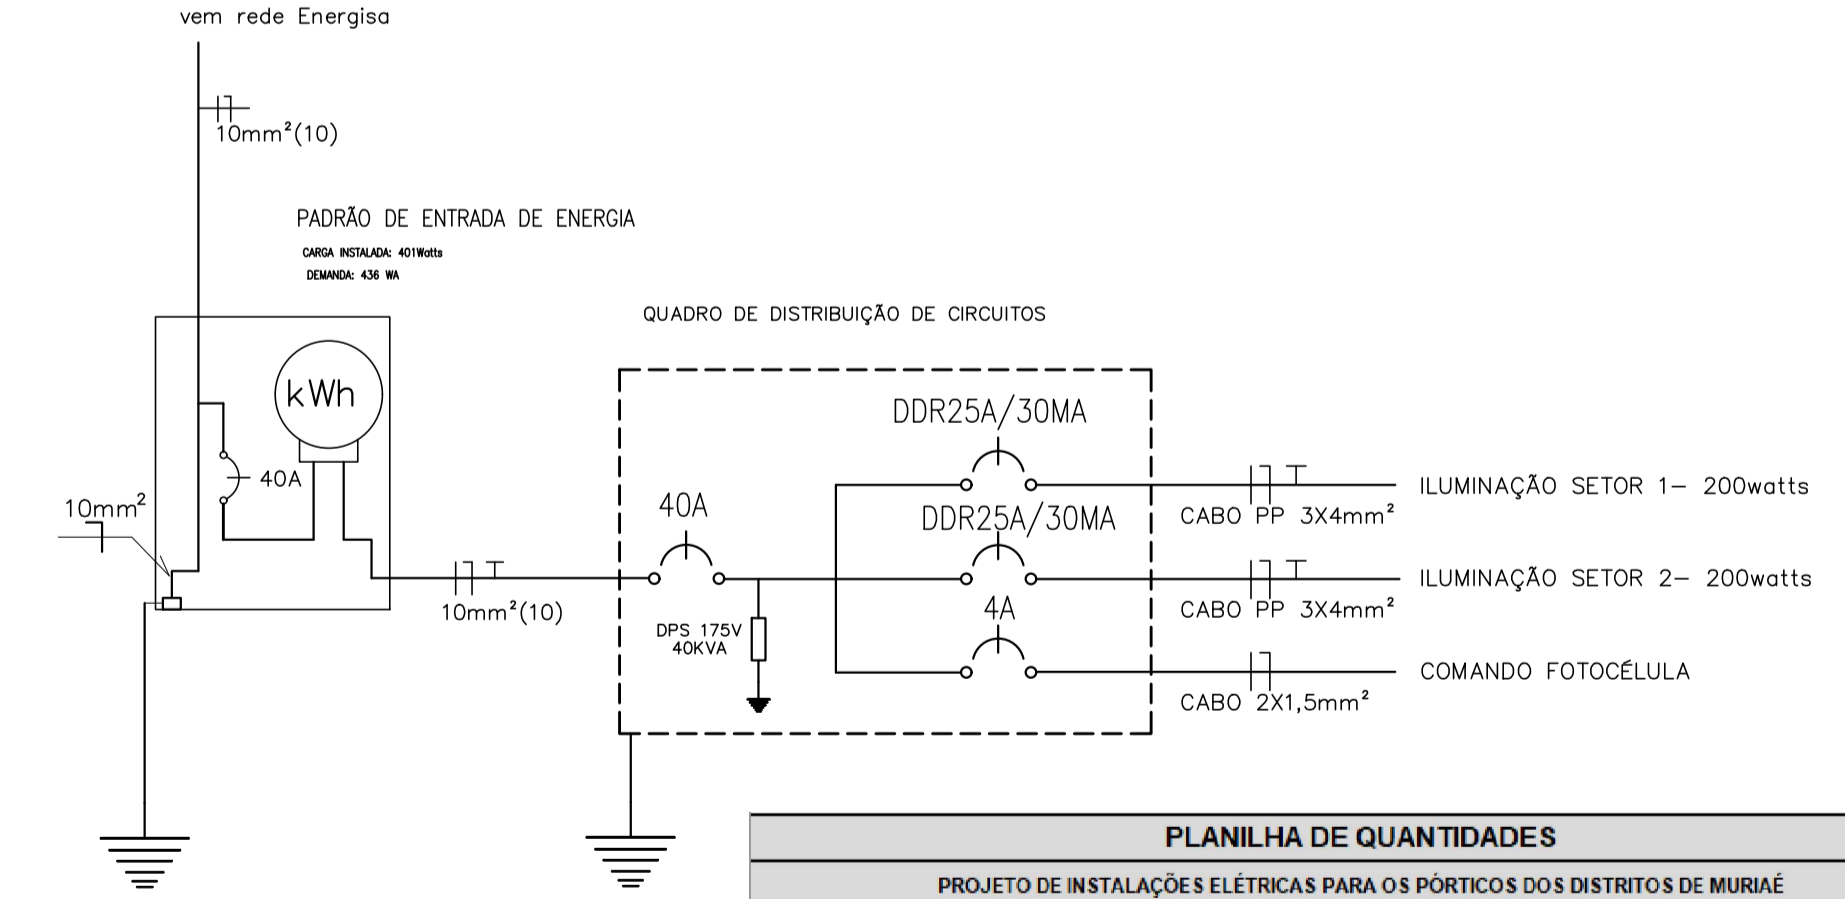 vem rede Energisa
10mm²(10)
PADRÃO DE ENTRADA DE ENERGIA
CARGA INSTALADA: 401Watts
DEMANDA: 436 WA
QUADRO DE DISTRIBUIÇÃO DE CIRCUITOS
kWh
40A
10mm²
10mm²(10)
40A
DPS 175V
40KVA
DDR25A/30MA
ILUMINAÇÃO SETOR 1- 200watts
CABO PP 3X4mm²
DDR25A/30MA
ILUMINAÇÃO SETOR 2- 200watts
CABO PP 3X4mm²
4A
COMANDO FOTOCÉLULA
CABO 2X1,5mm²
PLANILHA DE QUANTIDADES
PROJETO DE INSTALAÇÕES ELÉTRICAS PARA OS PÓRTICOS DOS DISTRITOS DE MURIAÉ